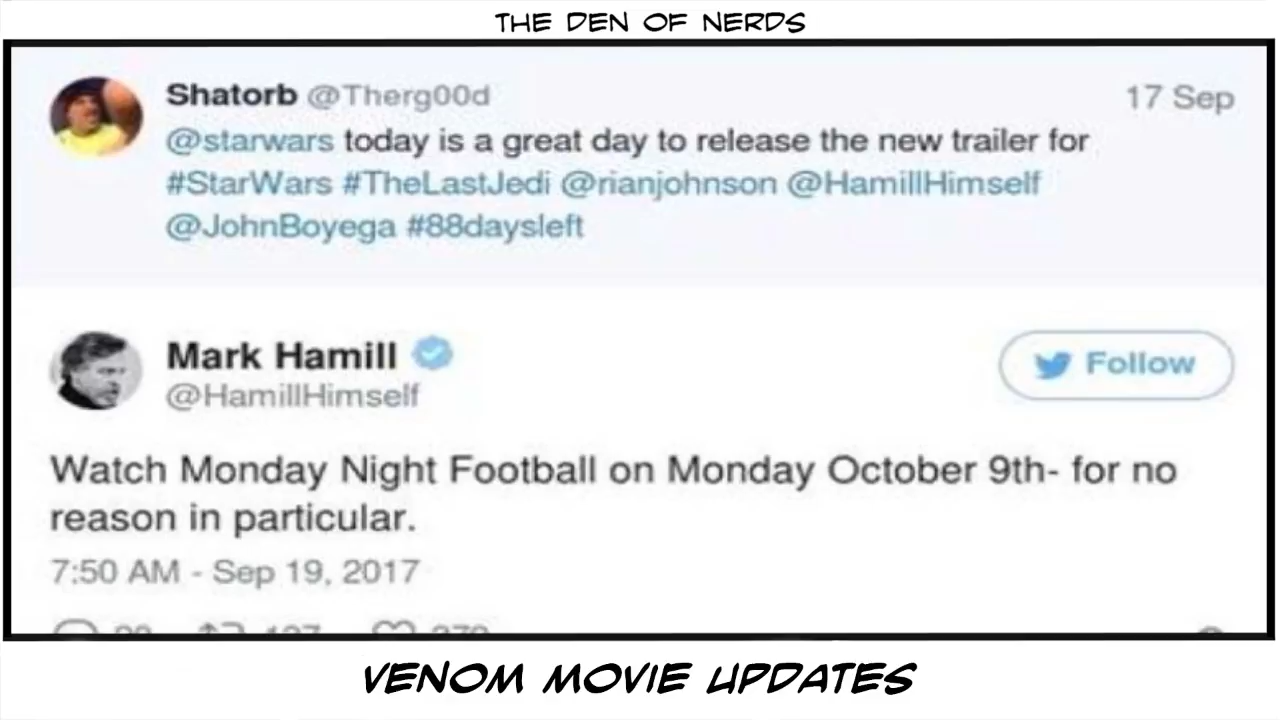 THE DEN OF NERDS
Shatorb @Therg00d
17 Sep
@starwars today is a great day to release the new trailer for
#StarWars #TheLastJedi @rianjohnson @HamillHimself
@JohnBoyega #88daysleft
Mark Hamill
@HamillHimself
Follow
Watch Monday Night Football on Monday October 9th- for no
reason in particular.
7:50 AM - Sep 19, 2017
VENOM MOVIE UPDATES